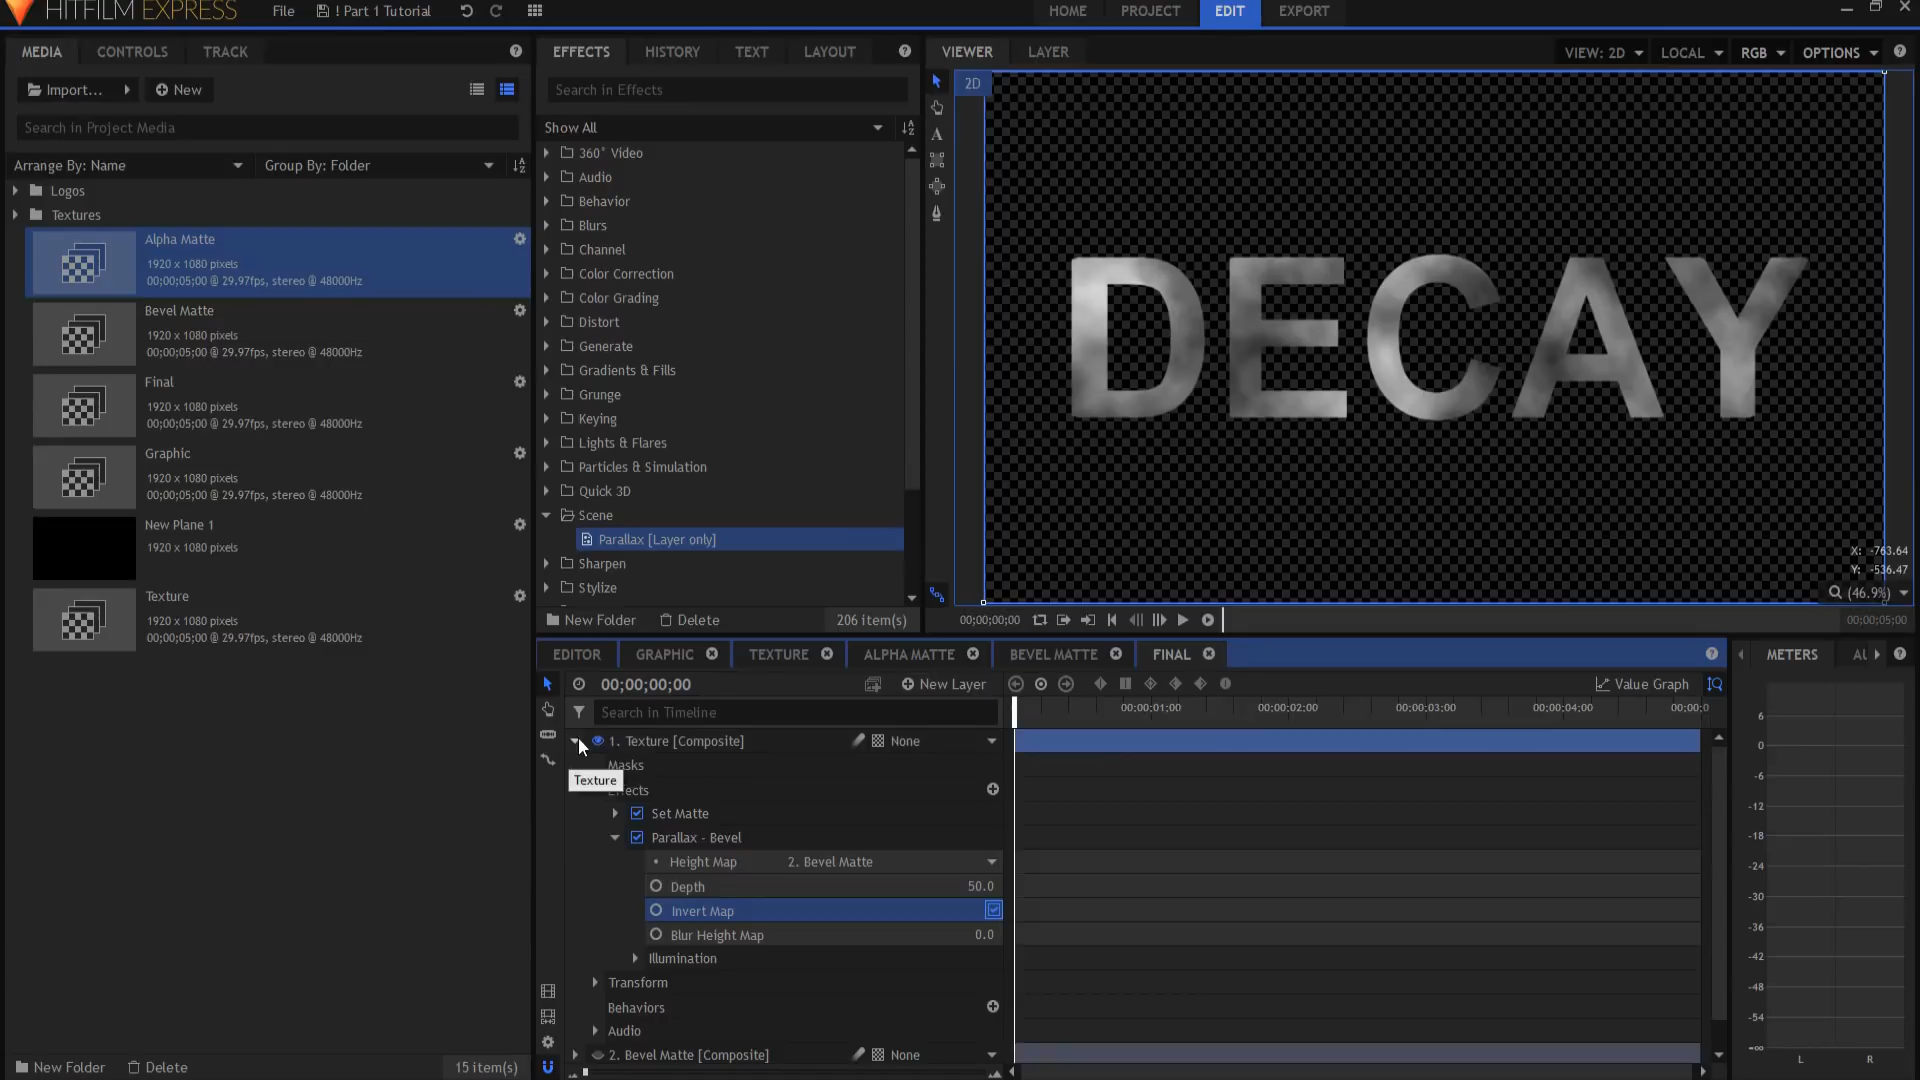 HITFILM EXPRESS
File
! Part 1 Tutorial
HOME
PROJECT
EDIT
EXPORT
MEDIA
CONTROLS
TRACK
Import...
New
Search in Project Media
Arrange By: Name
Group By: Folder
Logos
Textures
Alpha Matte
1920 x 1080 pixels
00;00;05;00 @ 29.97fps, stereo @ 48000Hz
Bevel Matte
1920 x 1080 pixels
00;00;05;00 @ 29.97fps, stereo @ 48000Hz
Final
1920 x 1080 pixels
00;00;05;00 @ 29.97fps, stereo @ 48000Hz
Graphic
1920 x 1080 pixels
00;00;05;00 @ 29.97fps, stereo @ 48000Hz
New Plane 1
1920 x 1080 pixels
Texture
1920 x 1080 pixels
00;00;05;00 @ 29.97fps, stereo @ 48000Hz
New Folder
Delete
15 item(s)
EFFECTS
HISTORY
TEXT
LAYOUT
Search in Effects
Show All
360° Video
Audio
Behavior
Blurs
Channel
Color Correction
Color Grading
Distort
Generate
Gradients & Fills
Grunge
Keying
Lights & Flares
Particles & Simulation
Quick 3D
Scene
Parallax [Layer only]
Sharpen
Stylize
New Folder
Delete
206 item(s)
VIEWER
LAYER
VIEW: 2D
LOCAL
RGB
OPTIONS
2D
DECAY
X: -763.64
Y: -536.47
(46.9%)
00;00;00;00
00;00;05;00
EDITOR
GRAPHIC
TEXTURE
ALPHA MATTE
BEVEL MATTE
FINAL
00;00;00;00
New Layer
Value Graph
Search in Timeline
00;00;01;00
00;00;02;00
00;00;03;00
00;00;04;00
00;00;0
1. Texture [Composite]
None
Masks
Texture
Set Matte
Parallax - Bevel
Height Map
2. Bevel Matte
Depth
50.0
Invert Map
Blur Height Map
0.0
Illumination
Transform
Behaviors
Audio
2. Bevel Matte [Composite]
None
METERS
AU
6
0
-6
-12
-18
-24
-30
-36
-42
-48
-54
-∞
L
R